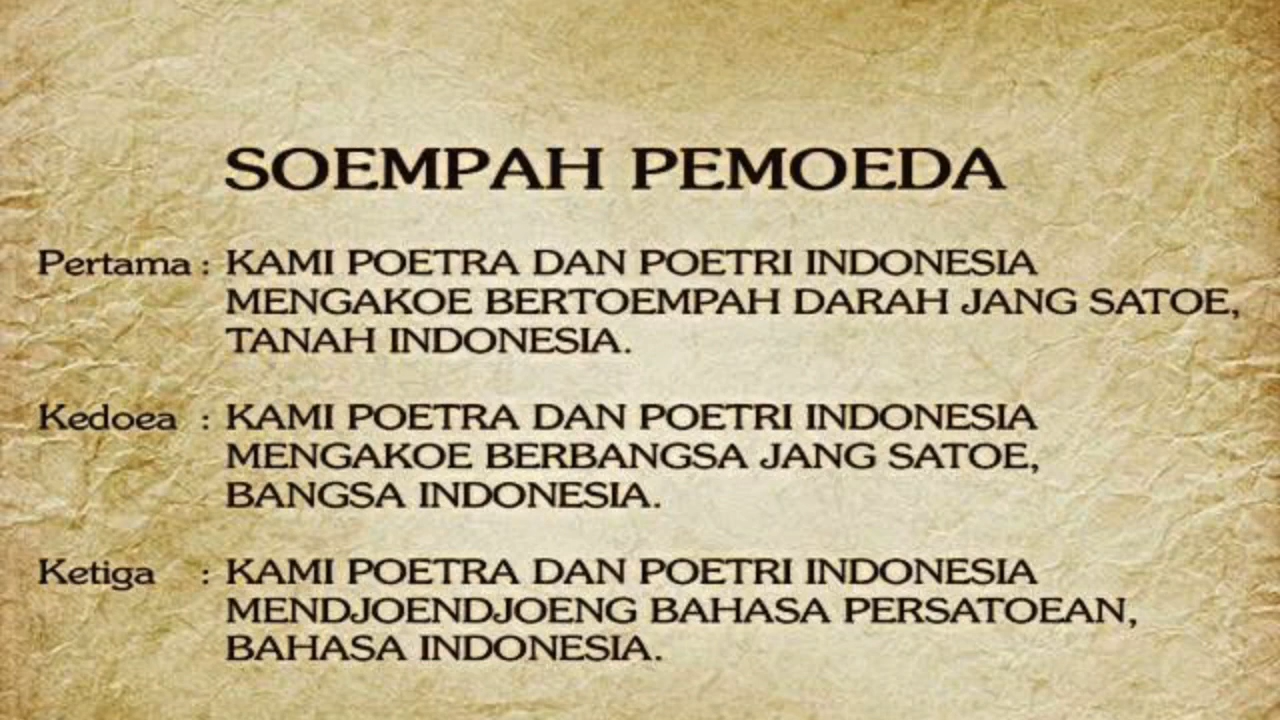 SOEMPAH PEMOEDA
Pertama : KAMI POETRA DAN POETRI INDONESIA
MENGAKOE BERTOEMPAH DARAH JANG SATOE,
TANAH INDONESIA.
Kedoea : KAMI POETRA DAN POETRI INDONESIA
MENGAKOE BERBANGSA JANG SATOE,
BANGSA INDONESIA.
Ketiga : KAMI POETRA DAN POETRI INDONESIA
MENDJOENDJOENG BAHASA PERSATOEAN,
BAHASA INDONESIA.